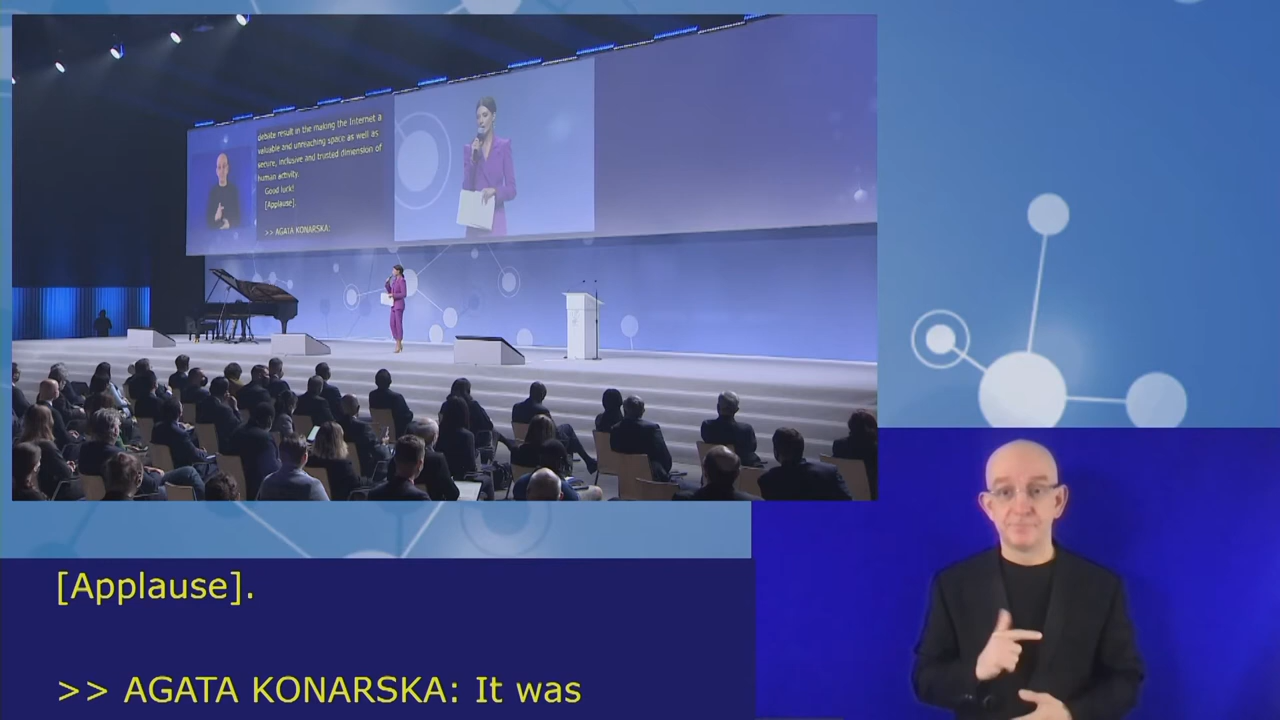 debate result in the making the Internet a
valuable and unreaching space as well as
secure, inclusive and trusted dimension of
human activity.
Good luck!
[Applause].
>> AGATA KONARSKA:
[Applause].
>> AGATA KONARSKA: It was